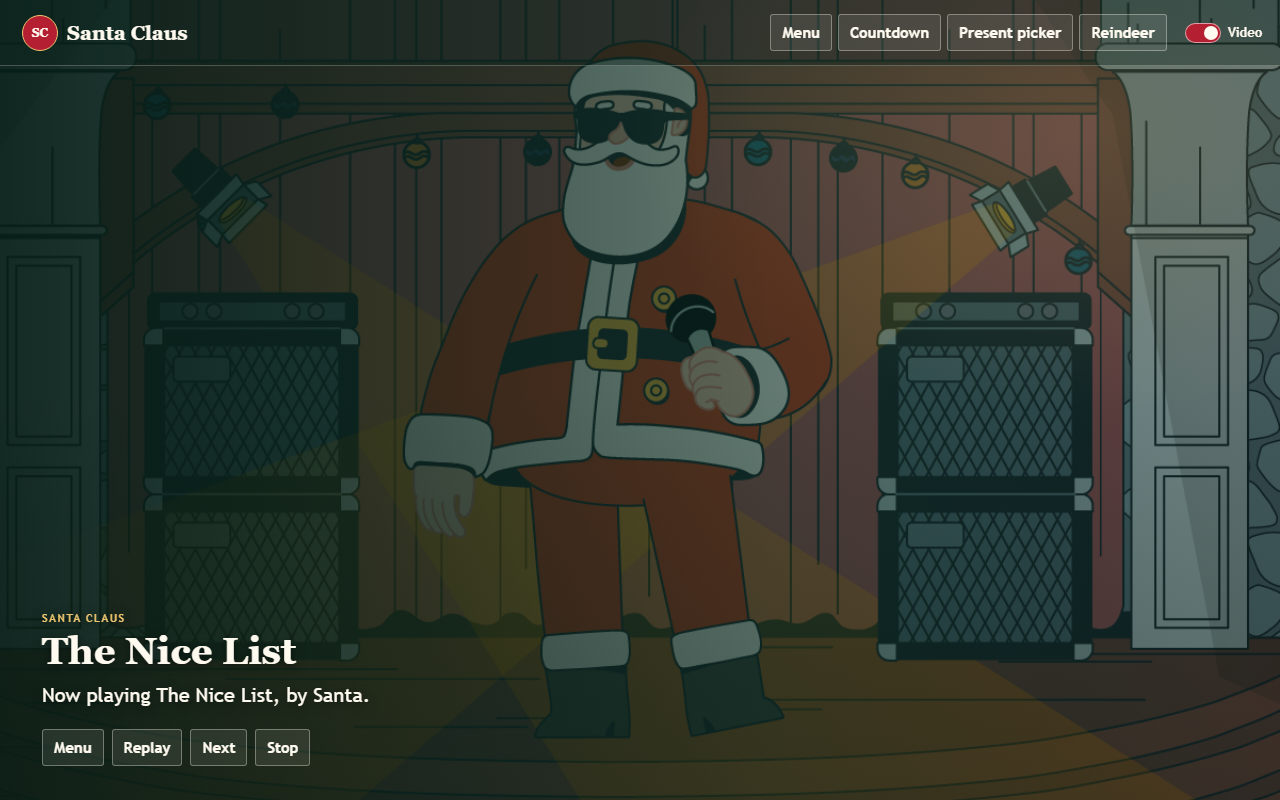 SC
Santa Claus
Menu
Countdown
Present picker
Reindeer
Video
SANTA CLAUS
The Nice List
Now playing The Nice List, by Santa.
Menu
Replay
Next
Stop